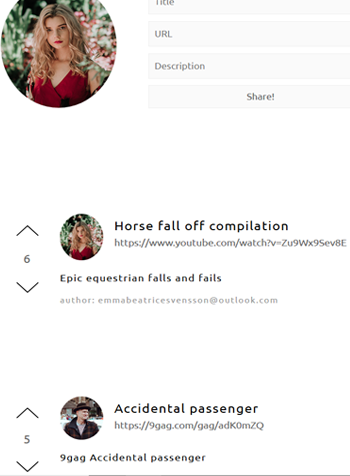 Title
URL
Description
Share!
Horse fall off compilation
https://www.youtube.com/watch?v=Zu9Wx9Sev8E
6
Epic equestrian falls and fails
author: emmabeatricesvensson@outlook.com
Accidental passenger
https://9gag.com/gag/adK0mZQ
5
9gag Accidental passenger